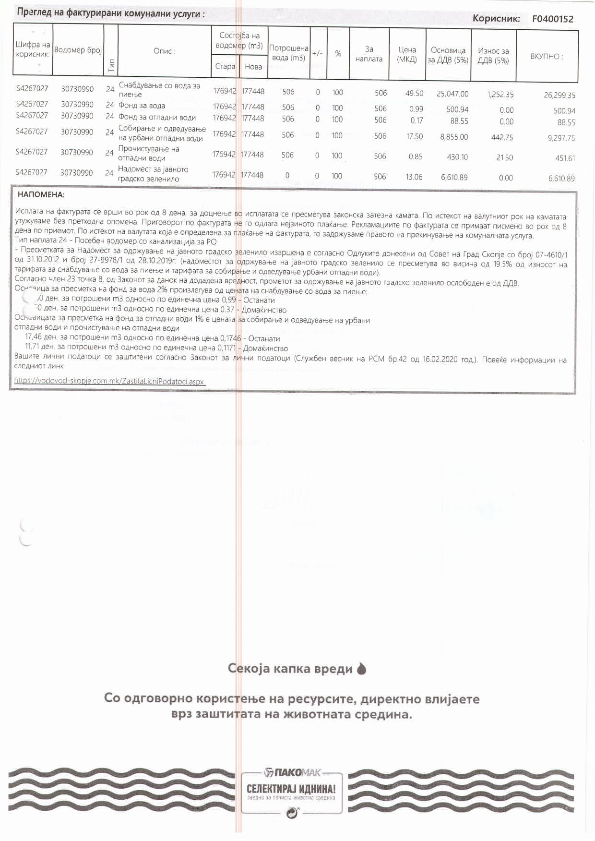 Преглед на фактурирани комунални услуги :
Корисник: F0400152
Шифра на корисник: Водомер број Тип Опис : Состојба на водомер (m3) Стара Нова Потрошена вода (m3) +/- % За наплата Цена (МКД) Основица за ДДВ (5%) Износ за ДДВ (5%) ВКУПНО :
54267027 30730990 24 Снабдување со вода за пиење 176942 177448 506 0 100 506 49.50 25,047.00 1,252.35 26,299.35
54267027 30730990 24 Фонд за вода 176942 177448 506 0 100 506 0.99 500.94 0.00 500.94
54267027 30730990 24 Фонд за отпадни води 176942 177448 506 0 100 506 0.17 88.55 0.00 88.55
54267027 30730990 24 Собирање и одведување на урбани отпадни води 176942 177448 506 0 100 506 17.50 8,855.00 442.75 9,297.75
54267027 30730990 24 Прочистување на отпадни води 176942 177448 506 0 100 506 0.85 430.10 21.50 451.61
54267027 30730990 24 Надомест за јавното градско зеленило 176942 177448 0 0 100 506 13.06 6,610.89 0.00 6,610.89
НАПОМЕНА:
Исплата на фактурата се врши во рок од 8 дена, за доцнење во исплатата се пресметува законска затезна камата. По истекот на валутниот рок на каматата
утужуваме без претходна опомена. Приговорот по фактурата не го одлага нејзиното плаќање. Рекламациите по фактурата се примаат писмено во рок од 8
дена по приемот. По истекот на валутата која е определена за плаќање на фактурата, го задржуваме правото на прекинување на комуналната услуга.
Тип наплата 24 - Посебен водомер со канализација за РО
- Пресметката за Надомест за одржување на јавното градско зеленило извршена е согласно Одлуките донесени од Совет на Град Скопје со број 07-4610/1
од 31.10.2012 и број 27-9978/1 од 28.10.2019г. (надоместот за одржување на јавното градско зеленило се пресметува во висина од 19.5% од износот на
тарифата за снабдување со вода за пиење и тарифата за собирање и одведување урбани отпадни води).
Согласно член 23 точка 8, од Законот за данок на додадена вредност, прометот за одржување на јавното градско зеленило ослободен е од ДДВ.
Основица за пресметка на фонд за вода 2% произлегува од цената на снабдување со вода за пиење:
ден. за потрошени m3 односно по единечна цена 0,99 - Останати
ден. за потрошени m3 односно по единечна цена 0,37 - Домаќинство
Основицата за пресметка на фонд за отпадни води 1% е цената за собирање и одведување на урбани
отпадни води и прочистување на отпадни води
17,46 ден. за потрошени m3 односно по единечна цена 0,1746 - Останати
11,71 ден. за потрошени m3 односно по единечна цена 0,1171 - Домаќинство
Вашите лични податоци се заштитени согласно Законот за лични податоци (Службен весник на РСМ бр.42 од 16.02.2020 год.). Повеќе информации на
следниот линк
https://vodovod-skopje.com.mk/ZastitaLicniPodatoci.aspx
Секоја капка вреди
Со одговорно користење на ресурсите, директно влијаете
врз заштитата на животната средина.
ПАКОМАК
СЕЛЕКТИРАЈ ИДНИНА!
заедно за почиста животна средина